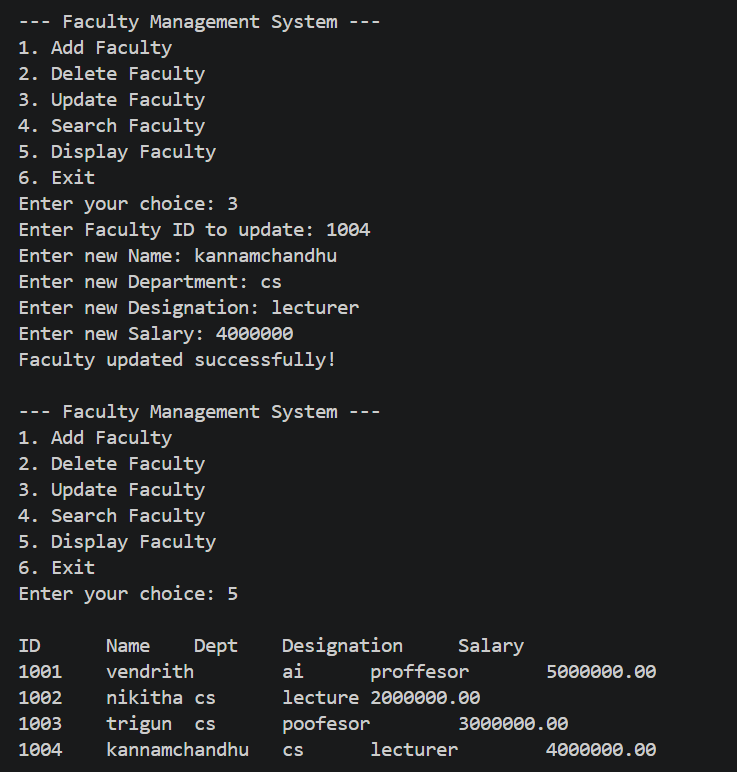 --- Faculty Management System ---
1. Add Faculty
2. Delete Faculty
3. Update Faculty
4. Search Faculty
5. Display Faculty
6. Exit
Enter your choice: 3
Enter Faculty ID to update: 1004
Enter new Name: kannamchandhu
Enter new Department: cs
Enter new Designation: lecturer
Enter new Salary: 4000000
Faculty updated successfully!

--- Faculty Management System ---
1. Add Faculty
2. Delete Faculty
3. Update Faculty
4. Search Faculty
5. Display Faculty
6. Exit
Enter your choice: 5

ID      Name    Dept    Designation     Salary
1001    vendrith        ai      proffesor       5000000.00
1002    nikitha cs      lecture 2000000.00
1003    trigun  cs      poofesor        3000000.00
1004    kannamchandhu   cs      lecturer        4000000.00